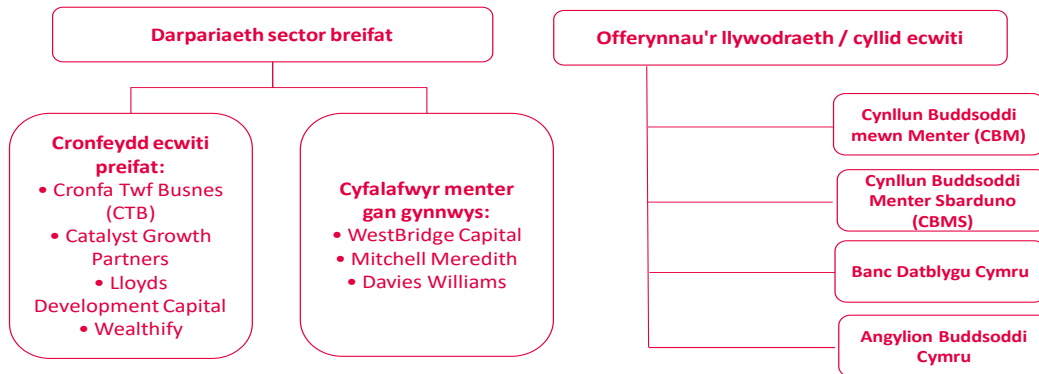 Darpariaeth sector breifat
Cronfeydd ecwiti
preifat:
• Cronfa Twf Busnes
(CTB)
• Catalyst Growth
Partners
• Lloyds
Development Capital
• Wealthify
Cyfalafwyr menter
gan gynnwys:
• WestBridge Capital
• Mitchell Meredith
• Davies Williams
Offerynnau'r llywodraeth / cyllid ecwiti
Cynllun Buddsoddi
mewn Menter (CBM)
Cynllun Buddsoddi
Menter Sbarduno
(CBMS)
Banc Datblygu Cymru
Angylion Buddsoddi
Cymru